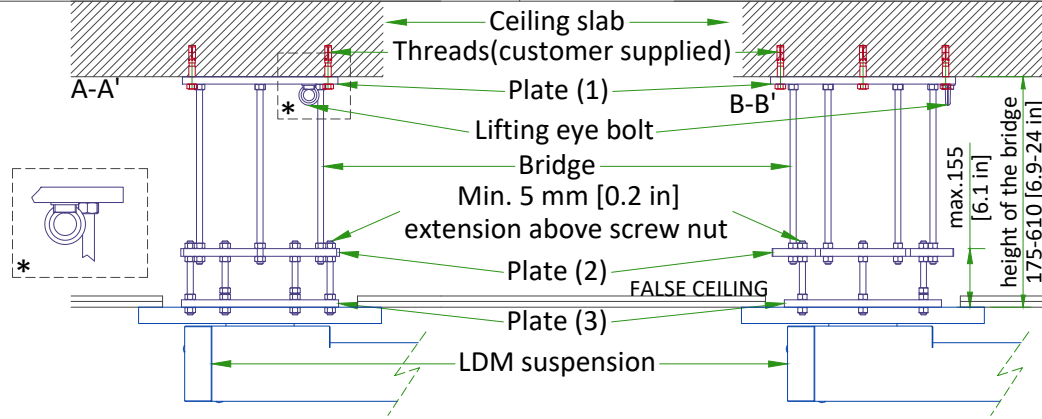 Ceiling slab
Threads(customer supplied)
A-A'
Plate (1)
B-B'
*
Lifting eye bolt
Bridge
Min. 5 mm [0.2 in]
extension above screw nut
max.155
[6.1 in]
height of the bridge
175-610 [6.9-24 in]
*
Plate (2)
FALSE CEILING
Plate (3)
LDM suspension